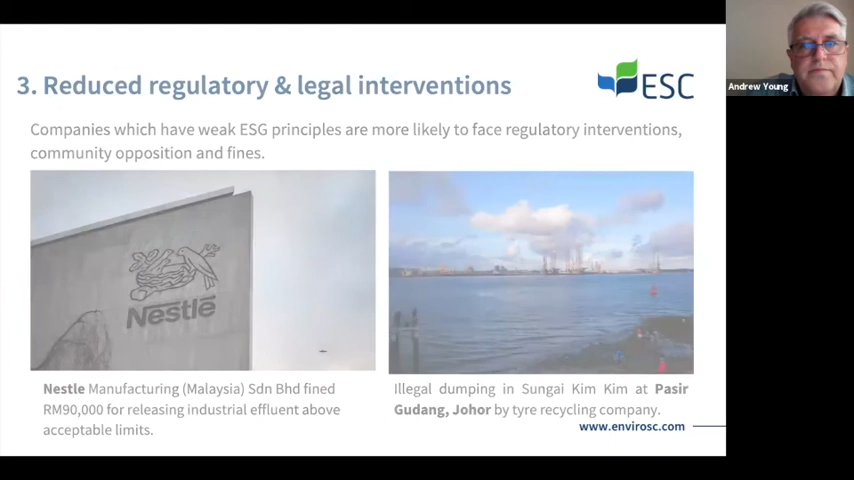 3. Reduced regulatory & legal interventions
ESC
Andrew Young
Companies which have weak ESG principles are more likely to face regulatory interventions,
community opposition and fines.
Nestlé
Nestle Manufacturing (Malaysia) Sdn Bhd fined
RM90,000 for releasing industrial effluent above
acceptable limits.
Illegal dumping in Sungai Kim Kim at Pasir
Gudang, Johor by tyre recycling company.
www.envirosc.com